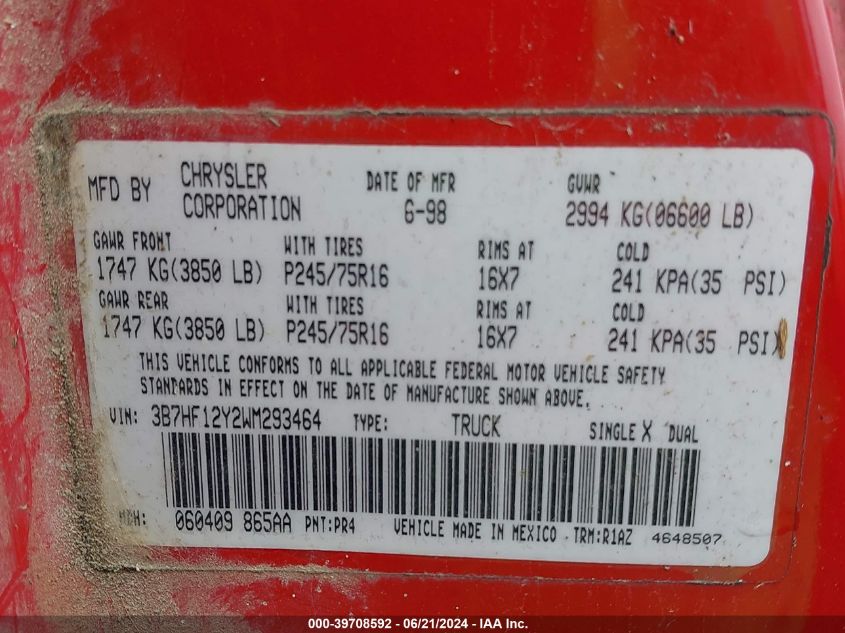 MFD BY CHRYSLER CORPORATION DATE OF MFR 6-98 GVWR 2994 KG(06600 LB)
GAWR FRONT WITH TIRES RIMS AT COLD
1747 KG(3850 LB) P245/75R16 16X7 241 KPA(35 PSI)
GAWR REAR WITH TIRES RIMS AT COLD
1747 KG(3850 LB) P245/75R16 16X7 241 KPA(35 PSI)
THIS VEHICLE CONFORMS TO ALL APPLICABLE FEDERAL MOTOR VEHICLE SAFETY
STANDARDS IN EFFECT ON THE DATE OF MANUFACTURE SHOWN ABOVE.
VIN: 3B7HF12Y2WM293464 TYPE: TRUCK SINGLE X DUAL
MDH: 060409 865AA PNT:PR4 VEHICLE MADE IN MEXICO TRM:R1AZ 4648507
000-39708592 / 06/21/2024 - IAA Inc.